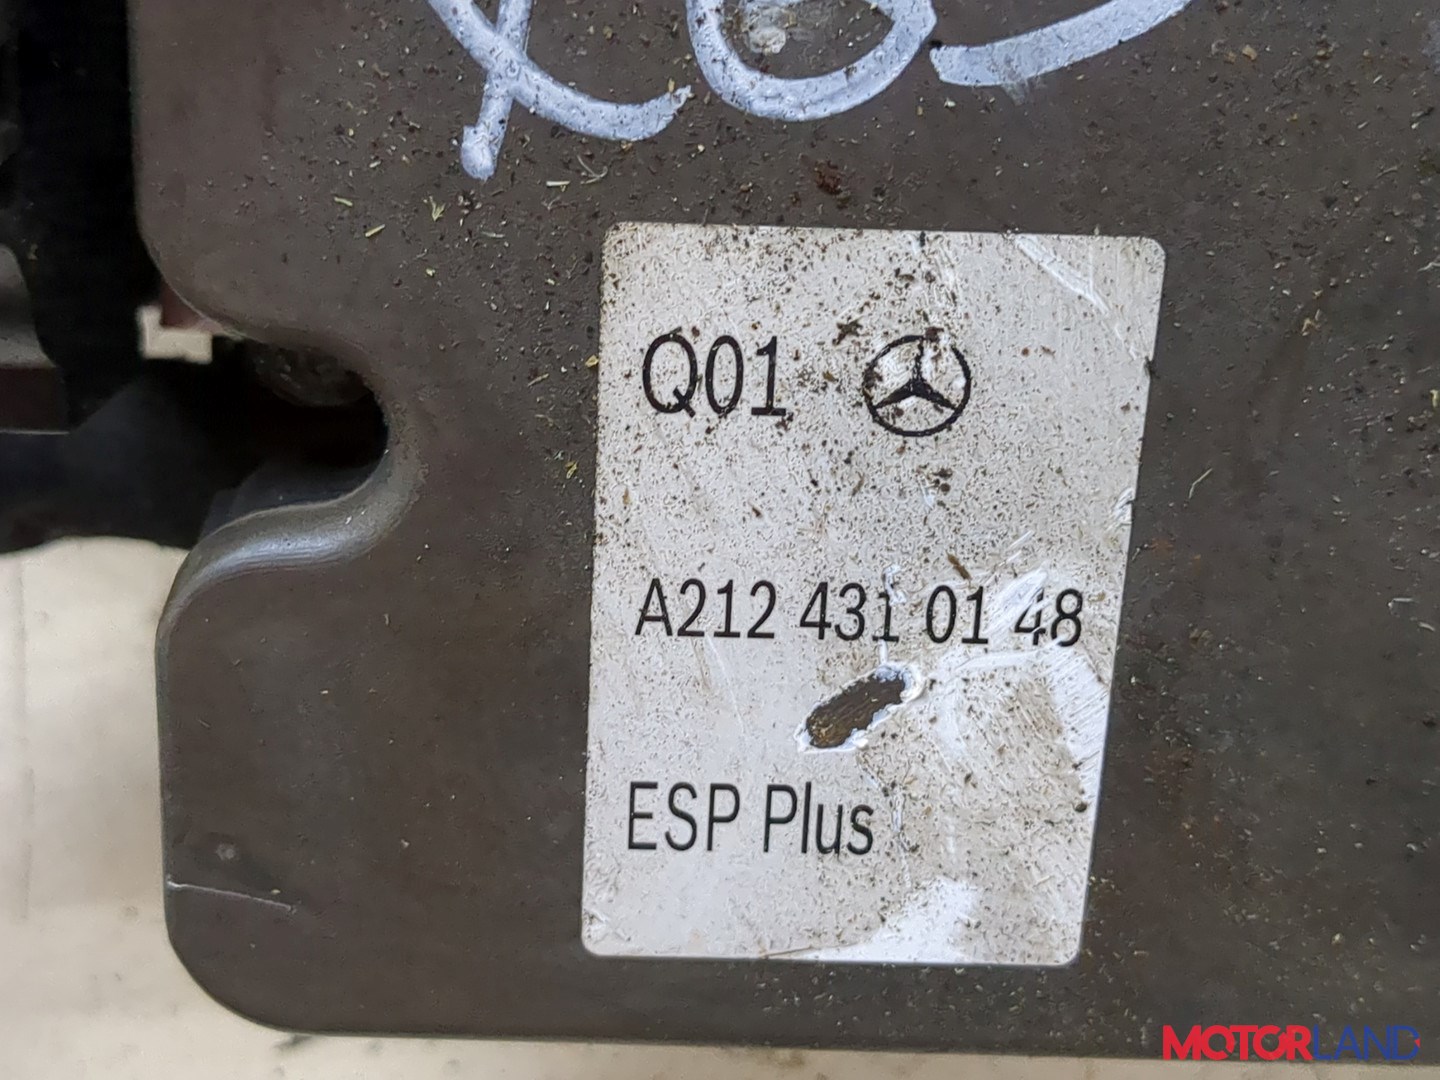 Q01
A212 431 01 48
ESP Plus
MOTORLAND